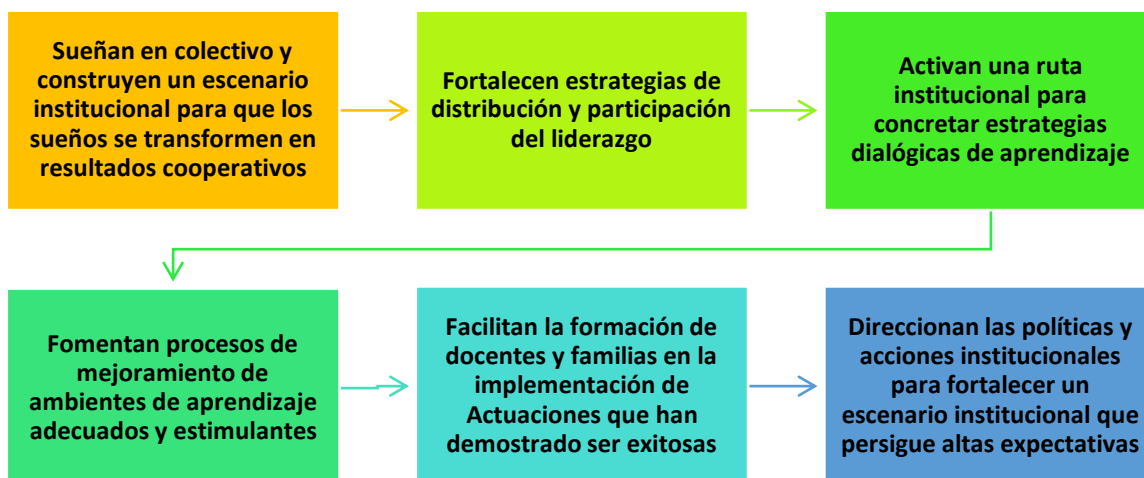 Sueñan en colectivo y
construyen un escenario
institucional para que los
sueños se transformen en
resultados cooperativos
Fortalecen estrategias de
distribución y participación
del liderazgo
Activan una ruta
institucional para
concretar estrategias
dialógicas de aprendizaje
Fomentan procesos de
mejoramiento de
ambientes de aprendizaje
adecuados y estimulantes
Facilitan la formación de
docentes y familias en la
implementación de
Actuaciones que han
demostrado ser exitosas
Direccionan las políticas y
acciones institucionales
para fortalecer un
escenario institucional que
persigue altas expectativas